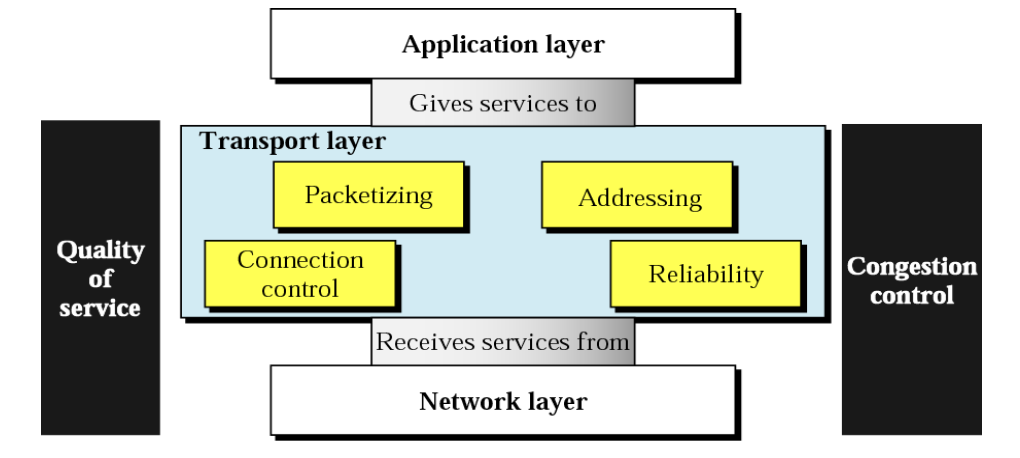 Application layer
Gives services to
Transport layer
Packetizing
Addressing
Connection
control
Reliability
Quality
of
service
Congestion
control
Receives services from
Network layer